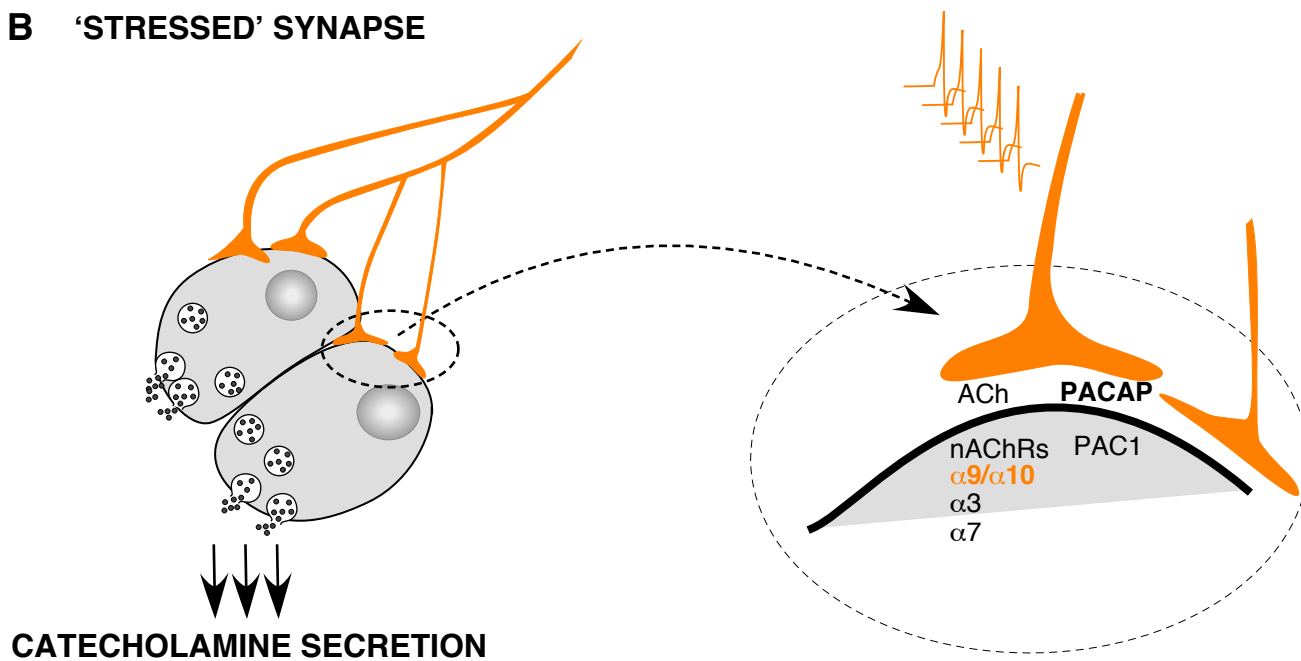 B 'STRESSED' SYNAPSE
ACh PACAP
nAChRs PAC1
α9/α10
α3
α7
CATECHOLAMINE SECRETION